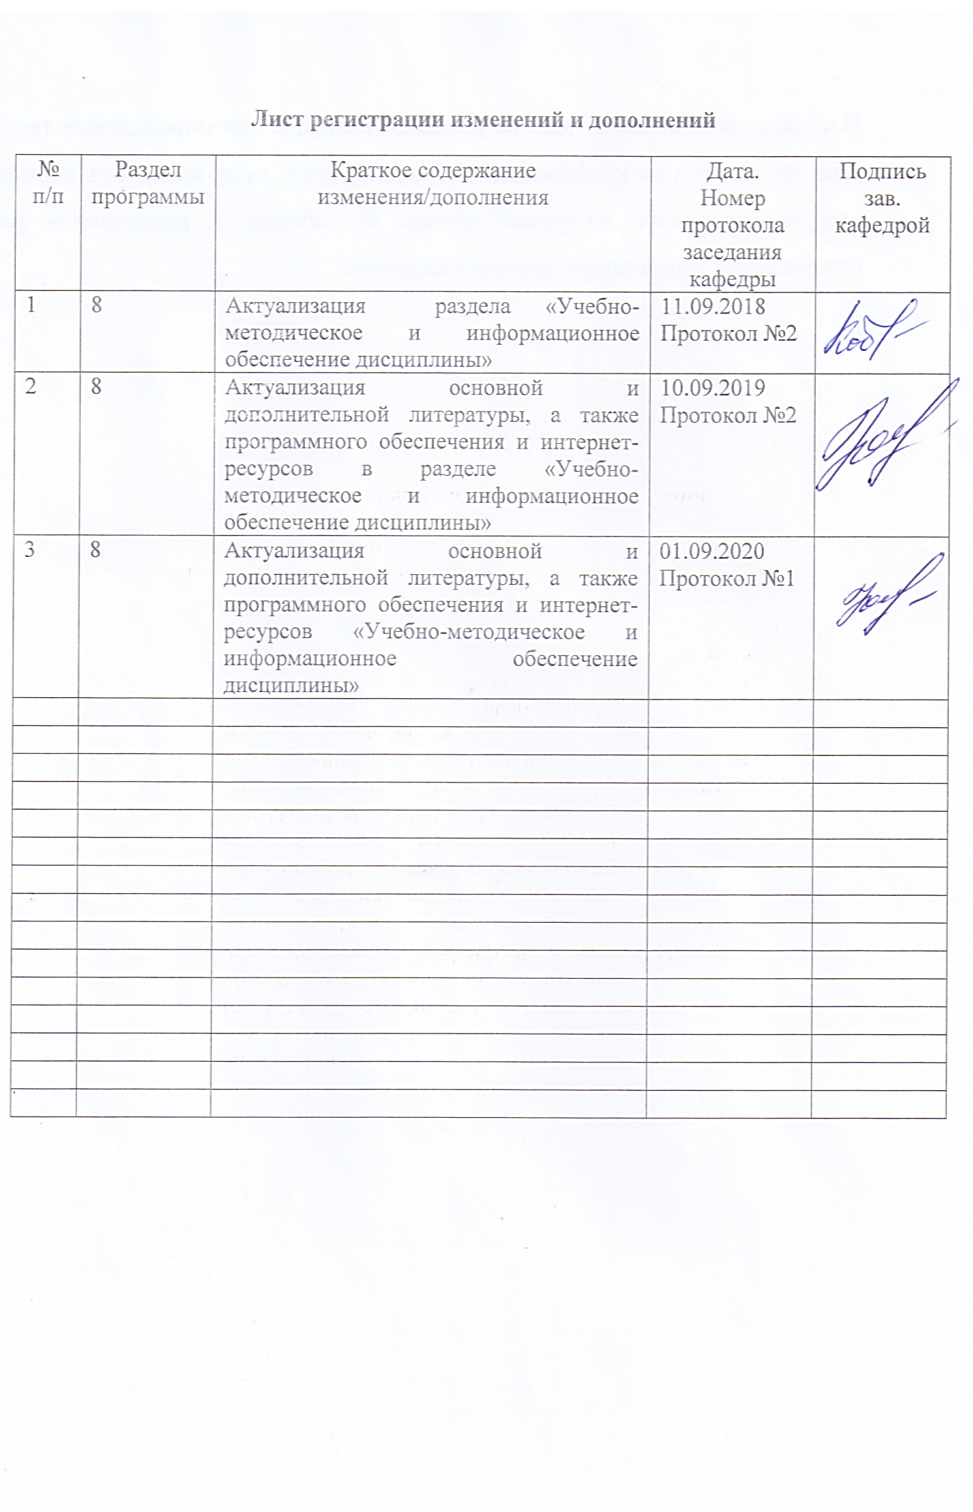 Лист регистрации изменений и дополнений
№ п/п
Раздел программы
Краткое содержание изменения/дополнения
Дата. Номер протокола заседания кафедры
Подпись зав. кафедрой
1
8
Актуализация раздела «Учебно-
методическое и информационное
обеспечение дисциплины»
11.09.2018
Протокол №2
2
8
Актуализация основной и
дополнительной литературы, а также
программного обеспечения и интернет-
ресурсов в разделе «Учебно-
методическое и информационное
обеспечение дисциплины»
10.09.2019
Протокол №2
3
8
Актуализация основной и
дополнительной литературы, а также
программного обеспечения и интернет-
ресурсов «Учебно-методическое и
информационное обеспечение
дисциплины»
01.09.2020
Протокол №1